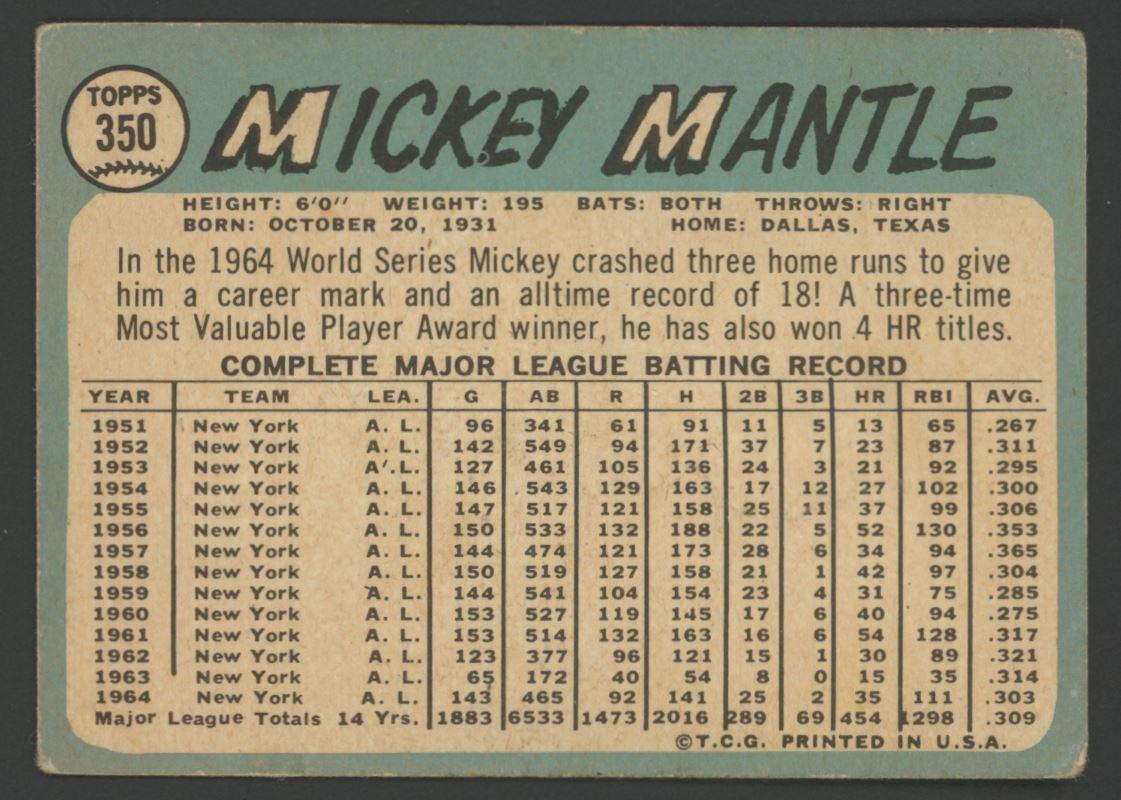 TOPPS
350
MICKEY MANTLE
HEIGHT: 6'0" WEIGHT: 195 BATS: BOTH THROWS: RIGHT
BORN: OCTOBER 20, 1931 HOME: DALLAS, TEXAS
In the 1964 World Series Mickey crashed three home runs to give
him a career mark and an alltime record of 18! A three-time
Most Valuable Player Award winner, he has also won 4 HR titles.
COMPLETE MAJOR LEAGUE BATTING RECORD
YEAR TEAM LEA. G AB R H 2B 3B HR RBI AVG.
1951 New York A. L. 96 341 61 91 11 5 13 65 .267
1952 New York A. L. 142 549 94 171 37 7 23 87 .311
1953 New York A. L. 127 461 105 136 24 3 21 92 .295
1954 New York A. L. 146 543 129 163 17 12 27 102 .300
1955 New York A. L. 147 517 121 158 25 11 37 99 .306
1956 New York A. L. 150 533 132 188 22 5 52 130 .353
1957 New York A. L. 144 474 121 173 28 6 34 94 .365
1958 New York A. L. 150 519 127 158 21 1 42 97 .304
1959 New York A. L. 144 541 104 154 23 4 31 75 .285
1960 New York A. L. 153 527 119 145 17 6 40 94 .275
1961 New York A. L. 153 514 132 163 16 6 54 128 .317
1962 New York A. L. 123 377 96 121 15 1 30 89 .321
1963 New York A. L. 65 172 40 54 8 0 15 35 .314
1964 New York A. L. 143 465 92 141 25 2 35 111 .303
Major League Totals 14 Yrs. 1883 6533 1473 2016 289 69 454 1298 .309
©T.C.G. PRINTED IN U.S.A.